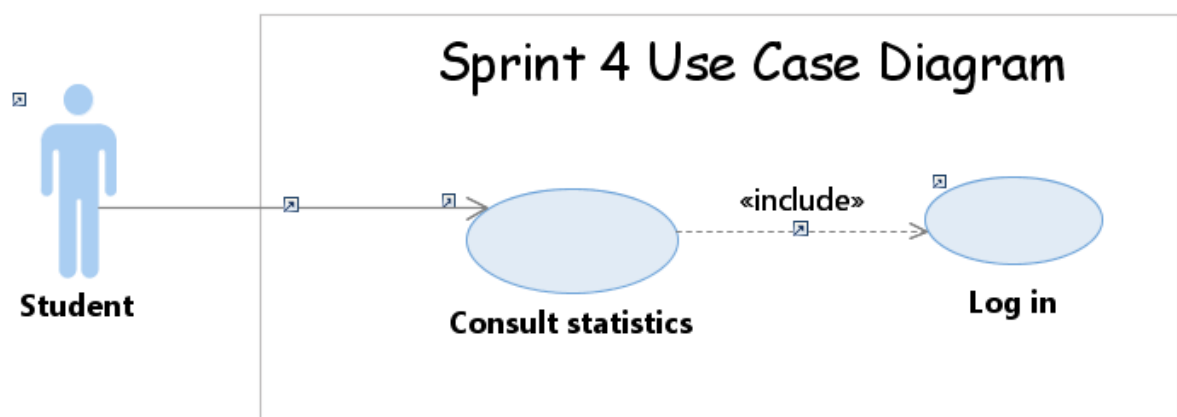 Sprint 4 Use Case Diagram
«include»
Student
Consult statistics
Log in